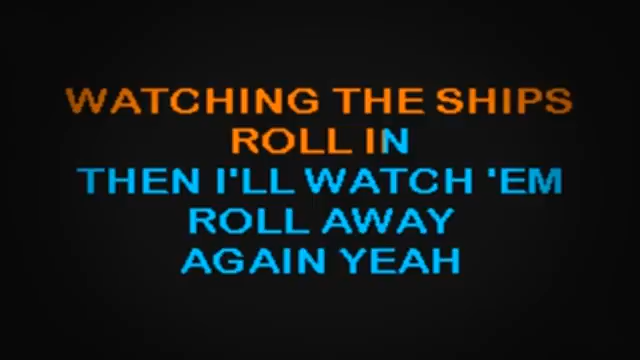 WATCHING THE SHIPS
ROLL IN
THEN I'LL WATCH 'EM
ROLL AWAY
AGAIN YEAH